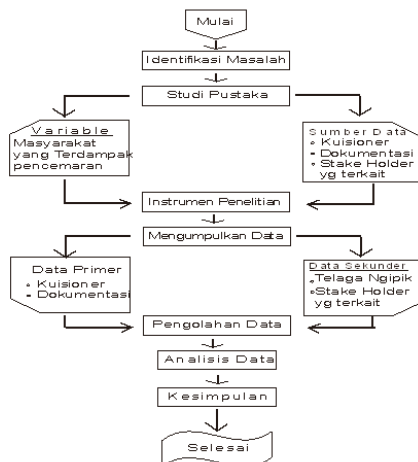 Mulai
Identifikasi Masalah
Studi Pustaka
Variable
Masyarakat
yang Terdampak
pencemaran
Sumber Data
Kuisioner
Dokumentasi
Stake Holder
yg terkait
Instrumen Penelitian
Mengumpulkan Data
Data Primer
Kuisioner
Dokumentasi
Data Sekunder
Telaga Ngipik
Stake Holder
yg terkait
Pengolahan Data
Analisis Data
Kesimpulan
Selesai